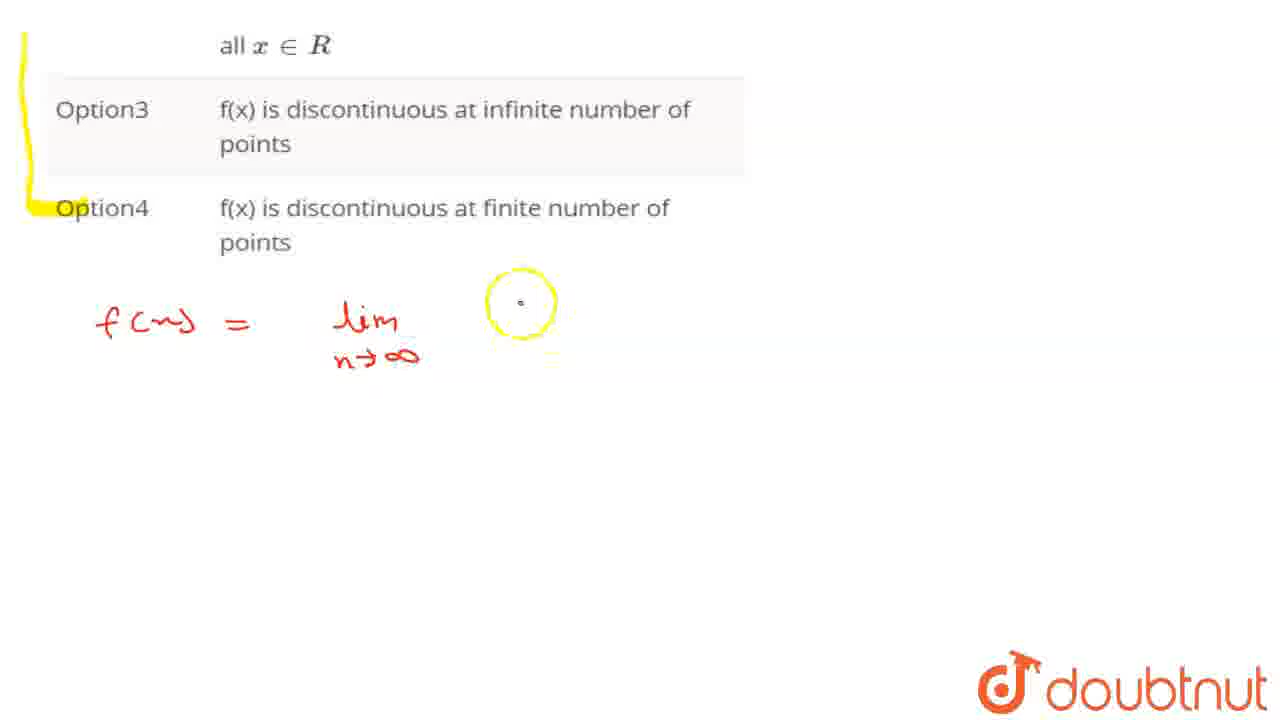 all x ∈ R
Option3 f(x) is discontinuous at infinite number of
points
Option4 f(x) is discontinuous at finite number of
points
f(x) = lim
n→∞
doubtnut